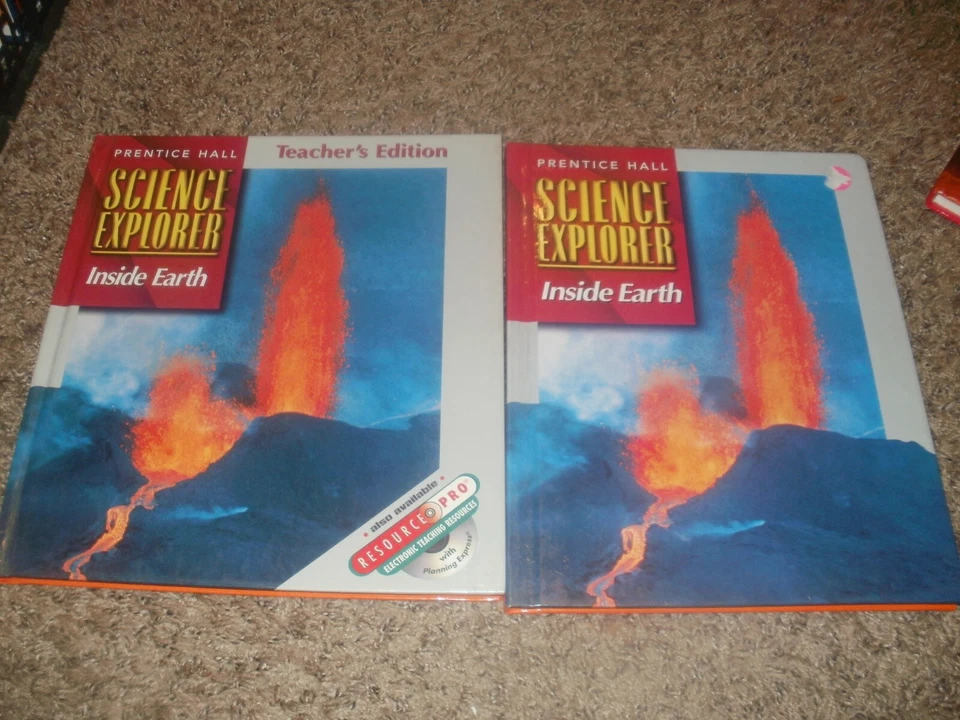 PRENTICE HALL
Teacher's Edition
SCIENCE
EXPLORER
Inside Earth
• also available •
RESOURCE PRO®
ELECTRONIC TEACHING RESOURCES
with
Planning Express®
PRENTICE HALL
SCIENCE
EXPLORER
Inside Earth